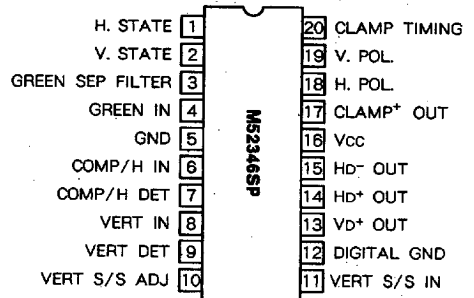 H. STATE 1
V. STATE 2
GREEN SEP FILTER 3
GREEN IN 4
GND 5
COMP/H IN 6
COMP/H DET 7
VERT IN 8
VERT DET 9
VERT S/S ADJ 10
M52346SP
20 CLAMP TIMING
19 V. POL.
18 H. POL.
17 CLAMP+ OUT
16 VCC
15 HD- OUT
14 HD+ OUT
13 VD+ OUT
12 DIGITAL GND
11 VERT S/S IN